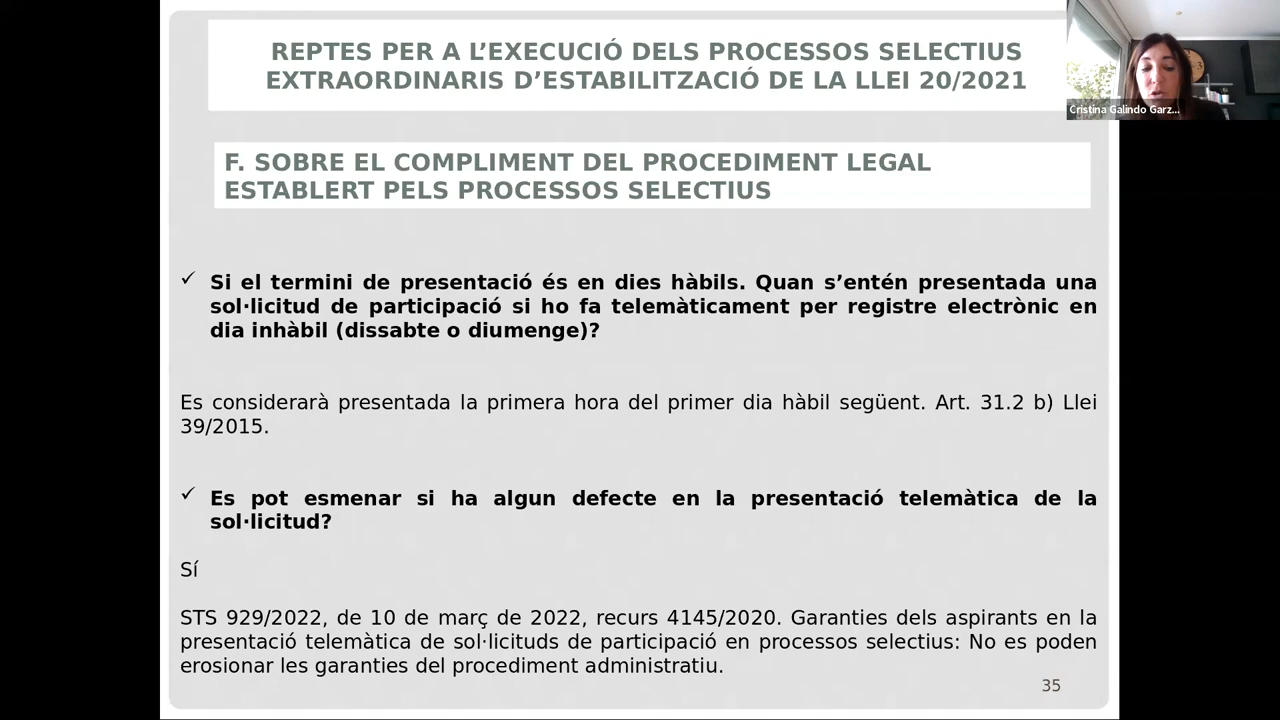 REPTES PER A L’EXECUCIÓ DELS PROCESSOS SELECTIUS
EXTRAORDINARIS D’ESTABILITZACIÓ DE LA LLEI 20/2021
Cristina Galindo Garz...
F. SOBRE EL COMPLIMENT DEL PROCEDIMENT LEGAL
ESTABLERT PELS PROCESSOS SELECTIUS
✓ Si el termini de presentació és en dies hàbils. Quan s’entén presentada una
sol·licitud de participació si ho fa telemàticament per registre electrònic en
dia inhàbil (dissabte o diumenge)?
Es considerarà presentada la primera hora del primer dia hàbil següent. Art. 31.2 b) Llei
39/2015.
✓ Es pot esmenar si ha algun defecte en la presentació telemàtica de la
sol·licitud?
Sí
STS 929/2022, de 10 de març de 2022, recurs 4145/2020. Garanties dels aspirants en la
presentació telemàtica de sol·licituds de participació en processos selectius: No es poden
erosionar les garanties del procediment administratiu.
35